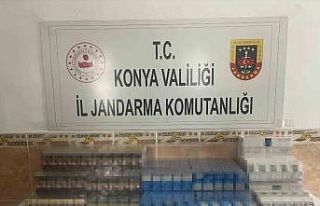 T.C.
KONYA VALİLİĞİ
İL JANDARMA KOMUTANLIĞI